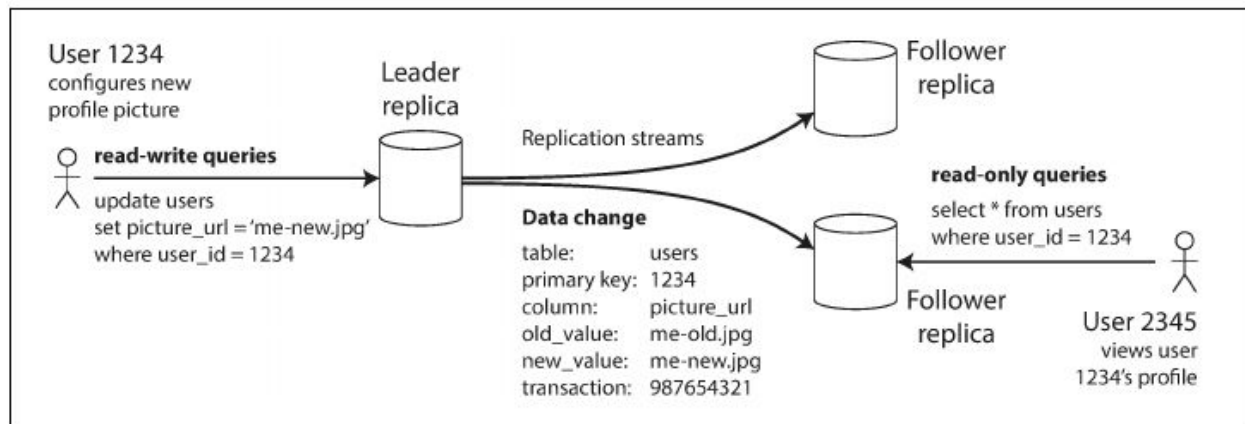 User 1234
configures new
profile picture
read-write queries
update users
set picture_url = ‘me-new.jpg’
where user_id = 1234
Leader
replica
Replication streams
Data change
table: users
primary key: 1234
column: picture_url
old_value: me-old.jpg
new_value: me-new.jpg
transaction: 987654321
Follower
replica
read-only queries
select * from users
where user_id = 1234
Follower
replica
User 2345
views user
1234’s profile